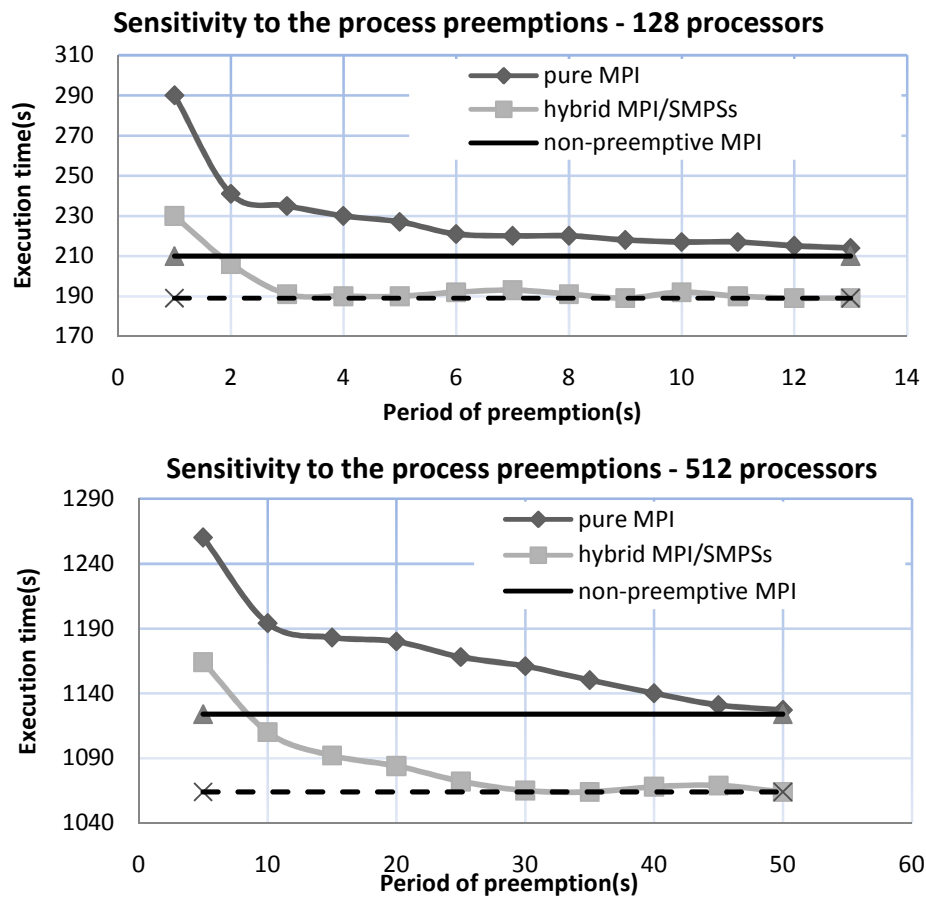 Sensitivity to the process preemptions - 128 processors
310
290
270
250
230
210
190
170
Execution time(s)
pure MPI
hybrid MPI/SMPSs
non-preemptive MPI
0 2 4 6 8 10 12 14
Period of preemption(s)
Sensitivity to the process preemptions - 512 processors
1290
1240
1190
1140
1090
1040
Execution time(s)
pure MPI
hybrid MPI/SMPSs
non-preemptive MPI
0 10 20 30 40 50 60
Period of preemption(s)